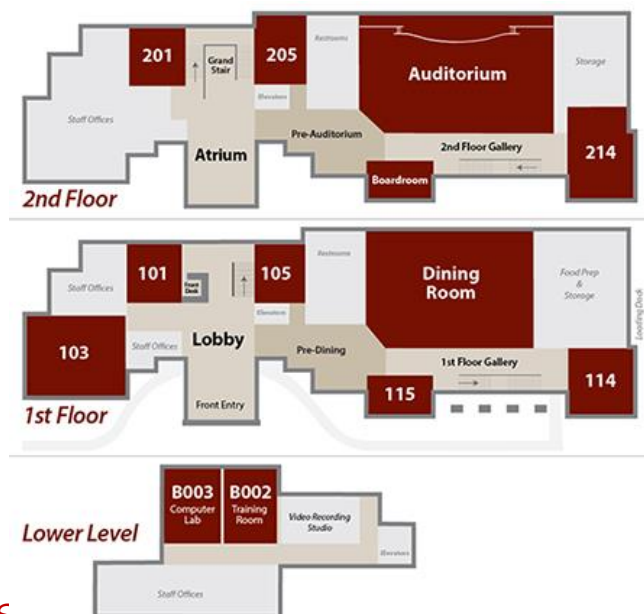 201
Grand
Stair
205
Restrooms
Auditorium
Storage
Elevators
Staff Offices
Pre-Auditorium
Atrium
2nd Floor Gallery
214
Boardroom
2nd Floor
101
Front
Desk
105
Restrooms
Dining
Room
Food Prep
&
Storage
Loading Dock
Staff Offices
Elevators
Lobby
103
Staff Offices
Pre-Dining
1st Floor Gallery
114
115
Front Entry
1st Floor
B003
Computer
Lab
B002
Training
Room
Video Recording
Studio
Lower Level
Elevators
Staff Offices